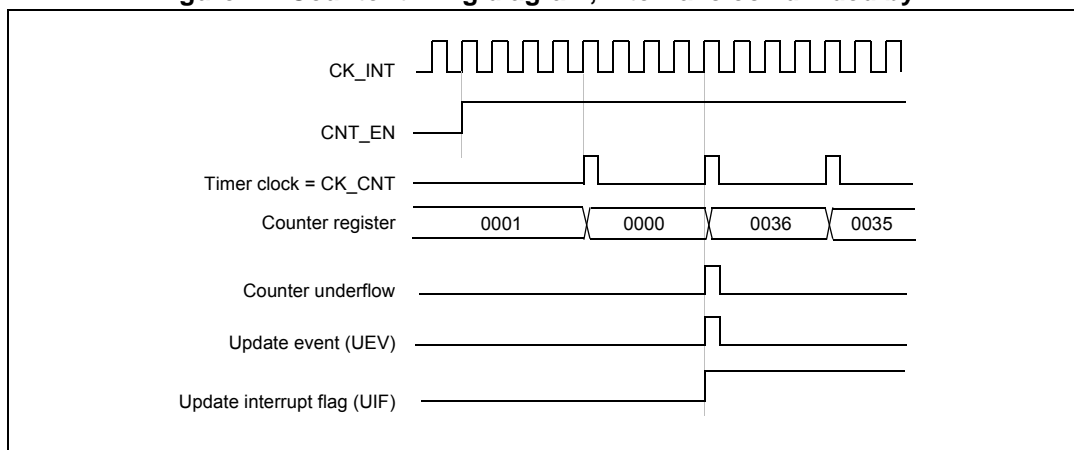 CK_INT
CNT_EN
Timer clock = CK_CNT
Counter register 0001 0000 0036 0035
Counter underflow
Update event (UEV)
Update interrupt flag (UIF)